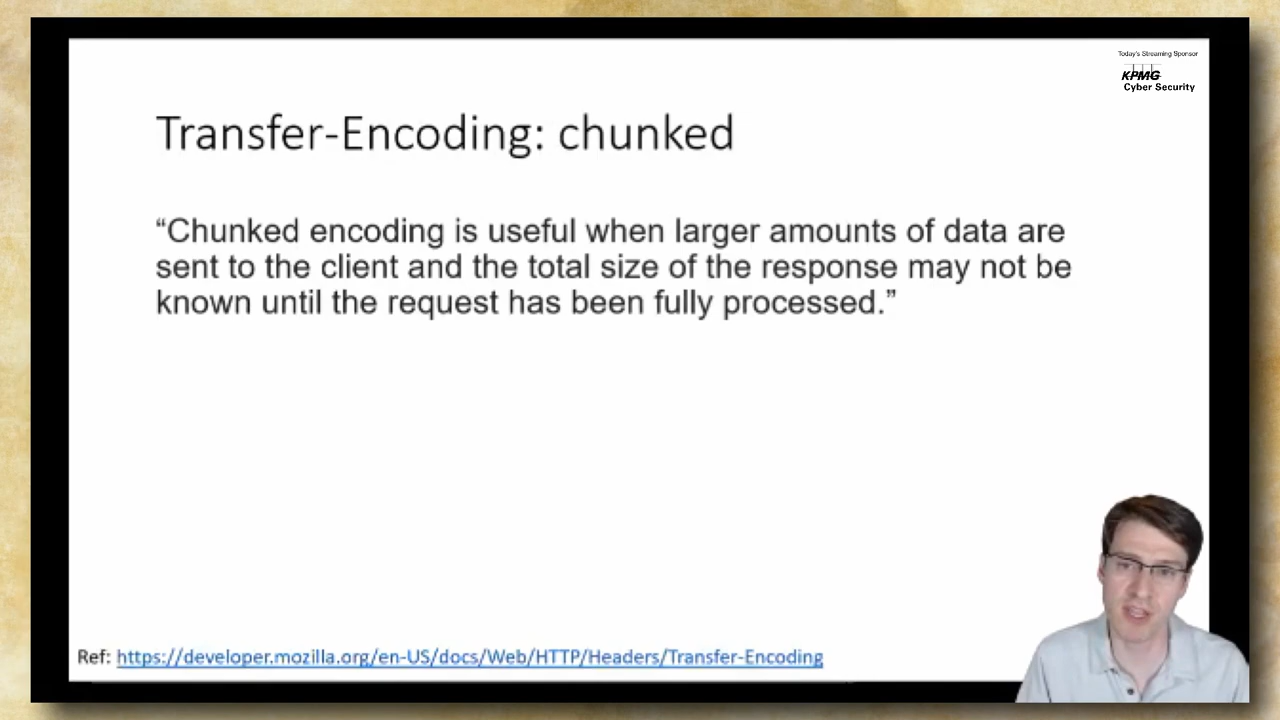 Today's Streaming Sponsor
KPMG
Cyber Security
Transfer-Encoding: chunked
“Chunked encoding is useful when larger amounts of data are
sent to the client and the total size of the response may not be
known until the request has been fully processed.”
Ref: https://developer.mozilla.org/en-US/docs/Web/HTTP/Headers/Transfer-Encoding